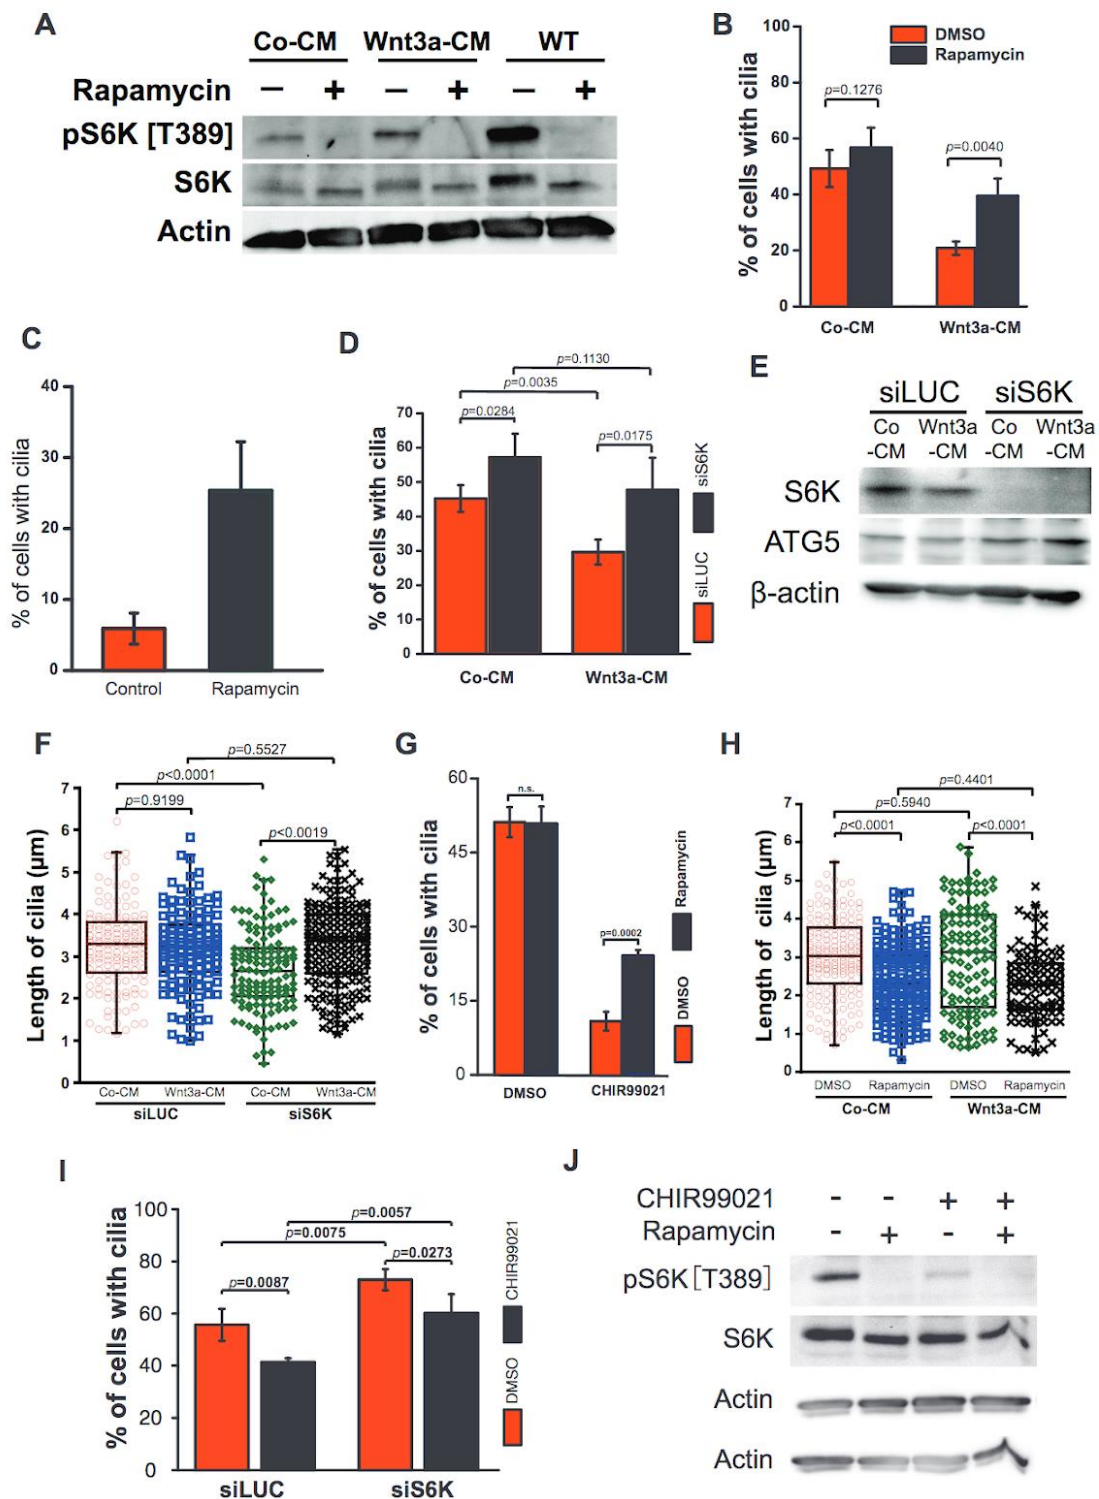 A
Co-CM Wnt3a-CM WT
Rapamycin − + − + − +
pS6K [T389]
S6K
Actin
B
DMSO
Rapamycin
% of cells with cilia
100
80
60
40
20
0
p=0.1276
p=0.0040
Co-CM Wnt3a-CM
C
% of cells with cilia
40
30
20
10
0
Control Rapamycin
D
% of cells with cilia
70
60
50
40
30
20
10
0
p=0.1130
p=0.0035
p=0.0284
p=0.0175
Co-CM Wnt3a-CM
siS6K
siLUC
E
siLUC siS6K
Co Wnt3a Co Wnt3a
-CM -CM -CM -CM
S6K
ATG5
β-actin
F
Length of cilia (μm)
7
6
5
4
3
2
1
0
p=0.5527
p<0.0001
p=0.9199
p<0.0019
Co-CM Wnt3a-CM Co-CM Wnt3a-CM
siLUC siS6K
G
% of cells with cilia
60
45
30
15
0
n.s.
p=0.0002
DMSO CHIR99021
Rapamycin
DMSO
H
Length of cilia (μm)
7
6
5
4
3
2
1
0
p=0.4401
p=0.5940
p<0.0001 p<0.0001
DMSO Rapamycin DMSO Rapamycin
Co-CM Wnt3a-CM
I
% of cells with cilia
100
80
60
40
20
0
p=0.0057
p=0.0075
p=0.0273
p=0.0087
siLUC siS6K
CHIR99021
DMSO
J
CHIR99021 - - + +
Rapamycin - + - +
pS6K [T389]
S6K
Actin
Actin